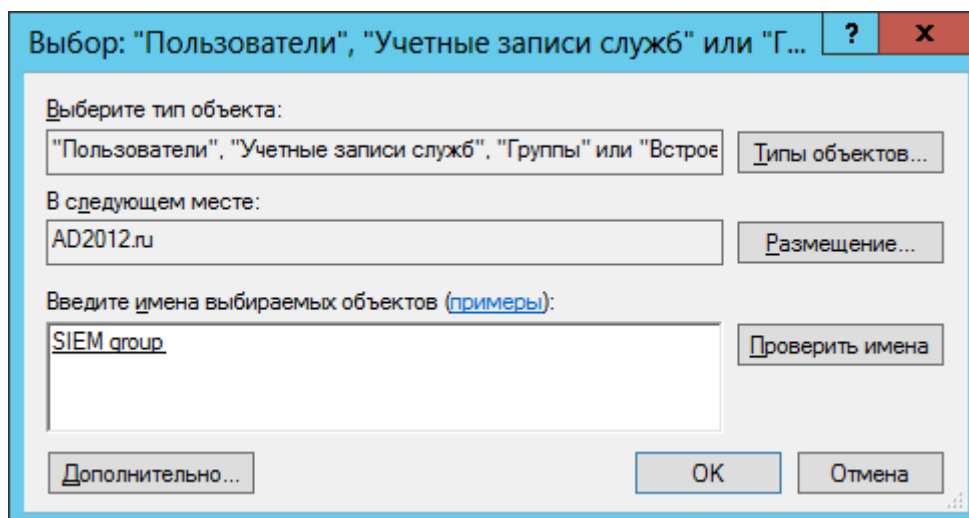 Выбор: "Пользователи", "Учетные записи служб" или "Г...
?
x
Выберите тип объекта:
"Пользователи", "Учетные записи служб", "Группы" или "Встрое
Типы объектов...
В следующем месте:
AD2012.ru
Размещение...
Введите имена выбираемых объектов (примеры):
SIEM group
Проверить имена
Дополнительно...
OK
Отмена